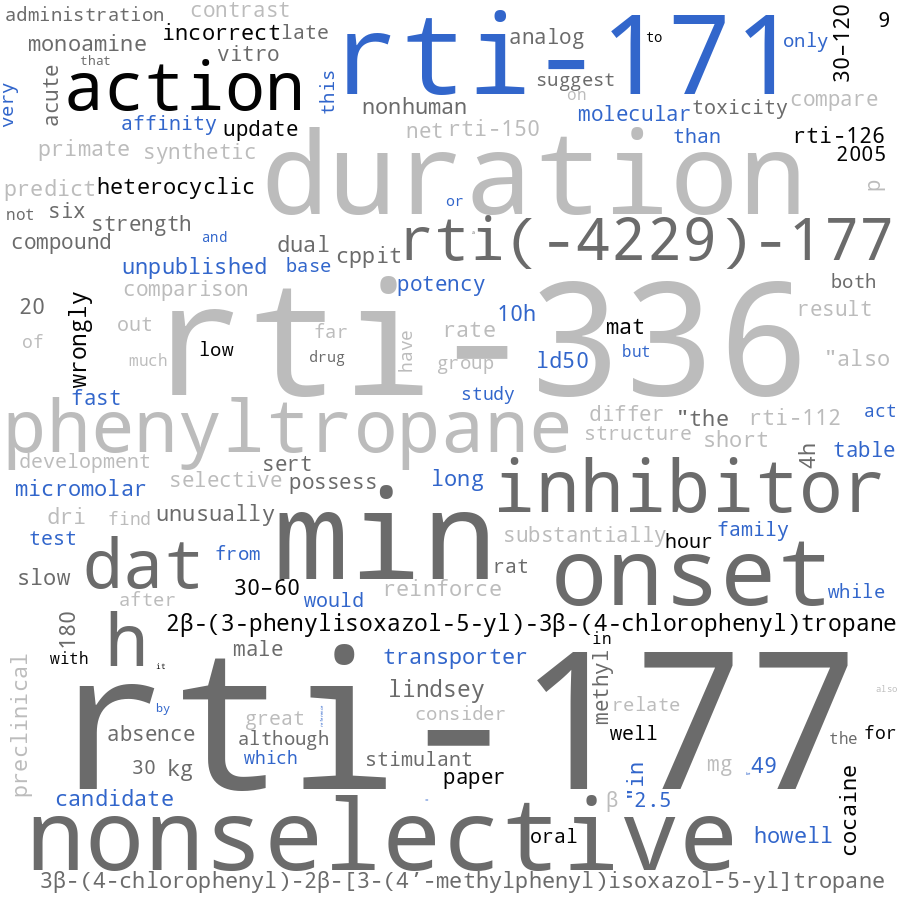 administration
contrast
incorrect
late
rti-171
analog
to
only
30-120
9
monoamine
that
vitro
action
acute
this
suggest
on
nonhuman
very
affinity
update
molecular
toxicity
compare
net
rti-150
than
rti-126
2005
primate
synthetic
duration
predict
heterocyclic
p
not
six
strength
or
compound
and
dual
cppit
rti(-4229)-177
unpublished
base
potency
both
comparison
20
wrongly
rti-336
10h
result
of
out
far
have
rate
mat
much
low
drug
group
ld50
but
"also
fast
study
phenyltropane
differ
"the
rti-112
act
structure
short
4h
table
development
sert
selective
possess
long
inhibitor
micromolar
dri
find
unusually
min
substantially
hour
family
test
dat
from
rat
onset
slow
30-60
reinforce
while
after
would
180
h
2β-(3-phenylisoxazol-5-yl)-3β-(4-chlorophenyl)tropane
in
with
it
male
transporter
methyl
preclinical
rti-177
lindsey
also
by
great
consider
relate
absence
although
well
the
for
which
stimulant
30
kg
paper
mg
49
"in
cocaine
candidate
β
2.5
nonselective
oral
howell
3β-(4-chlorophenyl)-2β-[3-(4′-methylphenyl)isoxazol-5-yl]tropane